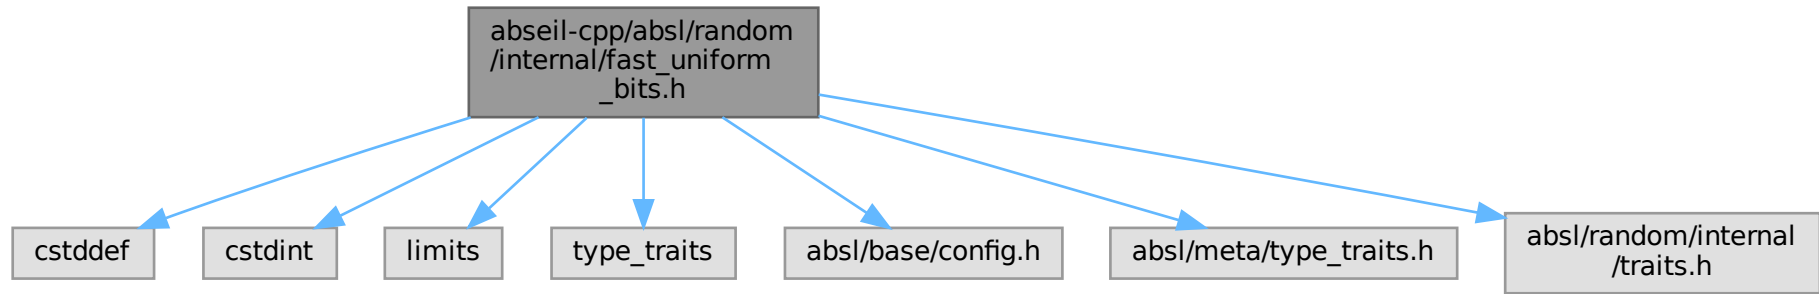 abseil-cpp/absl/random
/internal/fast_uniform
_bits.h
cstddef
cstdint
limits
type_traits
absl/base/config.h
absl/meta/type_traits.h
absl/random/internal
/traits.h